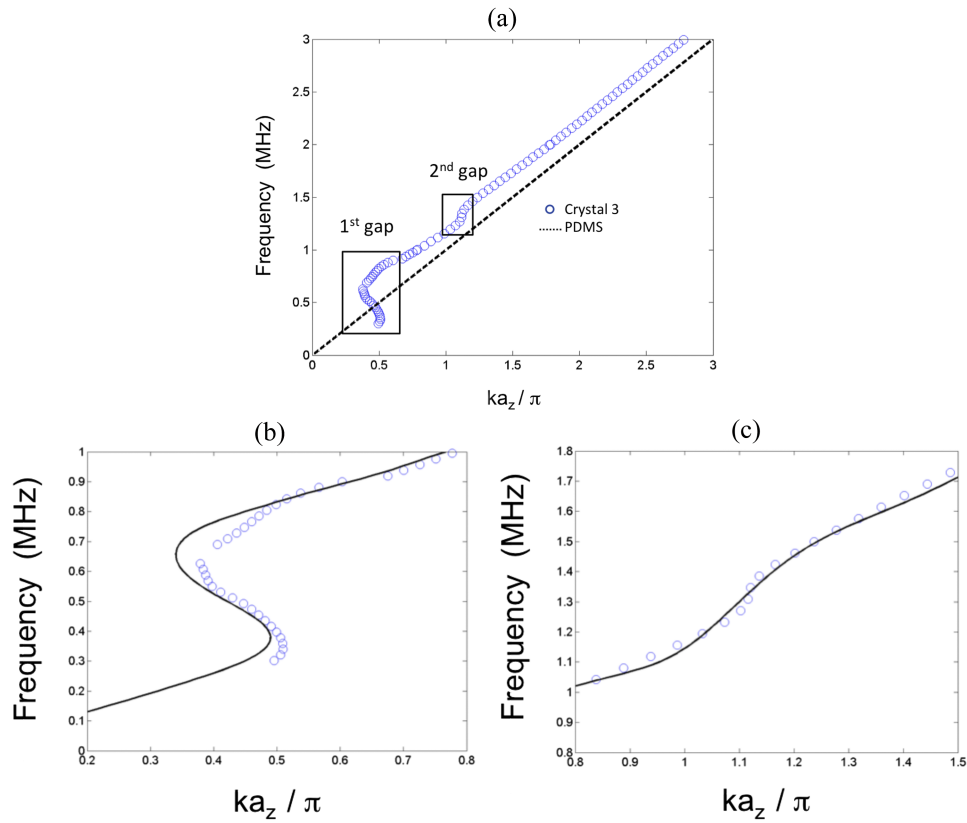 (a)
3
2.5
2
1.5
1
0.5
0
Frequency (MHz)
1st gap
2nd gap
Crystal 3
PDMS
0 0.5 1 1.5 2 2.5 3
kaz / π
(b)
1
0.9
0.8
0.7
0.6
0.5
0.4
0.3
0.2
0.1
0
Frequency (MHz)
0.2 0.3 0.4 0.5 0.6 0.7 0.8
kaz / π
(c)
1.8
1.7
1.6
1.5
1.4
1.3
1.2
1.1
1
0.9
0.8
Frequency (MHz)
0.8 0.9 1 1.1 1.2 1.3 1.4 1.5
kaz / π